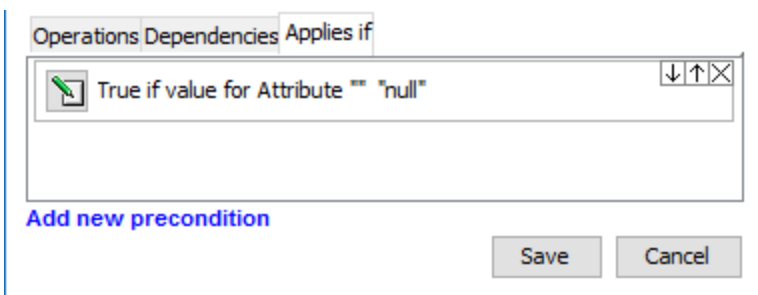 Operations Dependencies Applies if
True if value for Attribute "" "null"
Add new precondition
Save Cancel